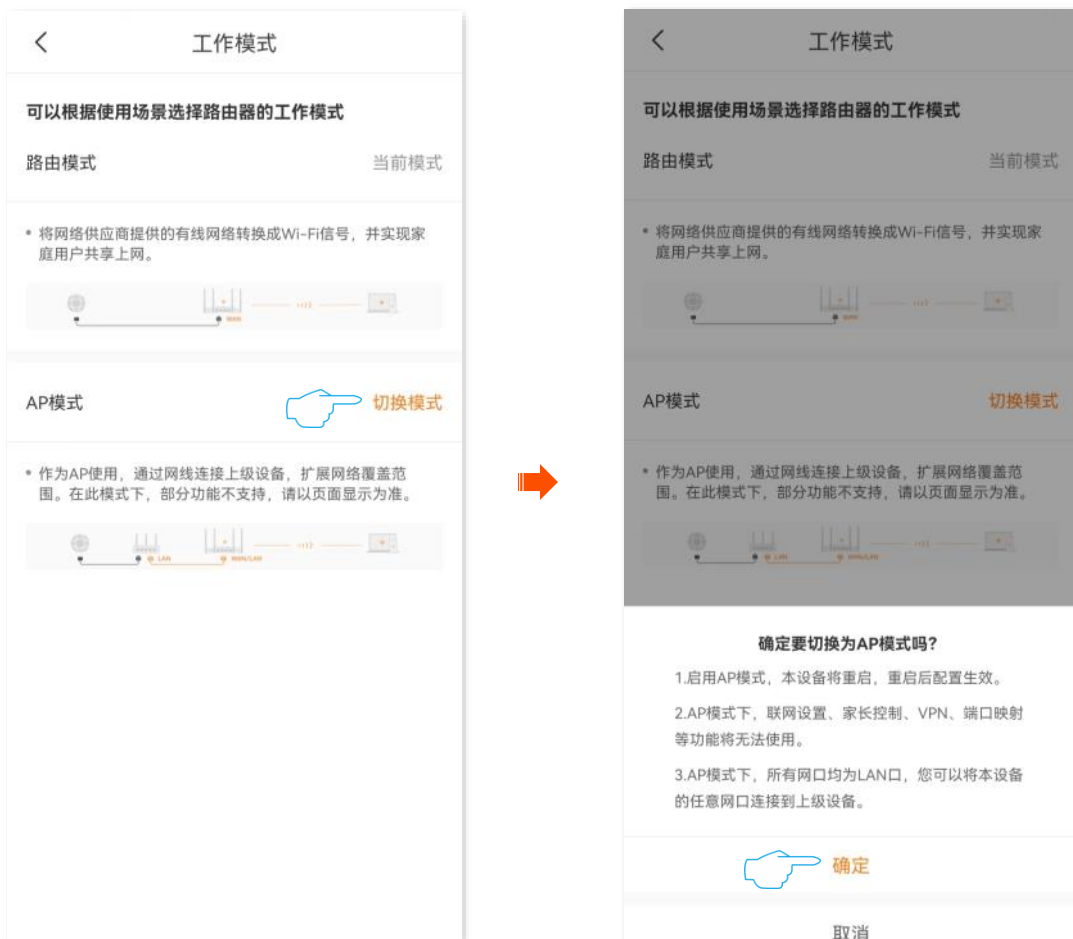 工作模式
可以根据使用场景选择路由器的工作模式
路由模式
当前模式
• 将网络供应商提供的有线网络转换成Wi-Fi信号，并实现家
庭用户共享上网。
WAN
AP模式
切换模式
• 作为AP使用，通过网线连接上级设备，扩展网络覆盖范
围。在此模式下，部分功能不支持，请以页面显示为准。
LAN
WAN/LAN
工作模式
可以根据使用场景选择路由器的工作模式
路由模式
当前模式
• 将网络供应商提供的有线网络转换成Wi-Fi信号，并实现家
庭用户共享上网。
WAN
AP模式
切换模式
• 作为AP使用，通过网线连接上级设备，扩展网络覆盖范
围。在此模式下，部分功能不支持，请以页面显示为准。
LAN
WAN/LAN
确定要切换为AP模式吗？
1.启用AP模式，本设备将重启，重启后配置生效。
2.AP模式下，联网设置、家长控制、VPN、端口映射
等功能将无法使用。
3.AP模式下，所有网口均为LAN口，您可以将本设备
的任意网口连接到上级设备。
确定
取消